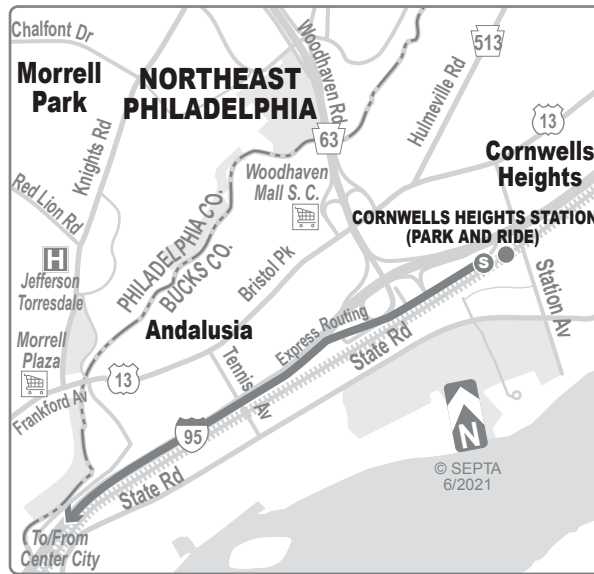 Chalfont Dr
Morrell
Park
NORTHEAST
PHILADELPHIA
Woodhaven Rd
513
Hulmeville Rd
13
63
Knights Rd
Cornwells
Heights
Woodhaven
Mall S. C.
Red Lion Rd
CORNWELLS HEIGHTS STATION
(PARK AND RIDE)
S
H
Jefferson
Torresdale
PHILADELPHIA CO.
BUCKS CO.
Bristol Pk
Station Av
Andalusia
Express Routing
State Rd
Morrell
Plaza
13
Tennis Av
Frankford Av
95
N
State Rd
© SEPTA
6/2021
To/From
Center City